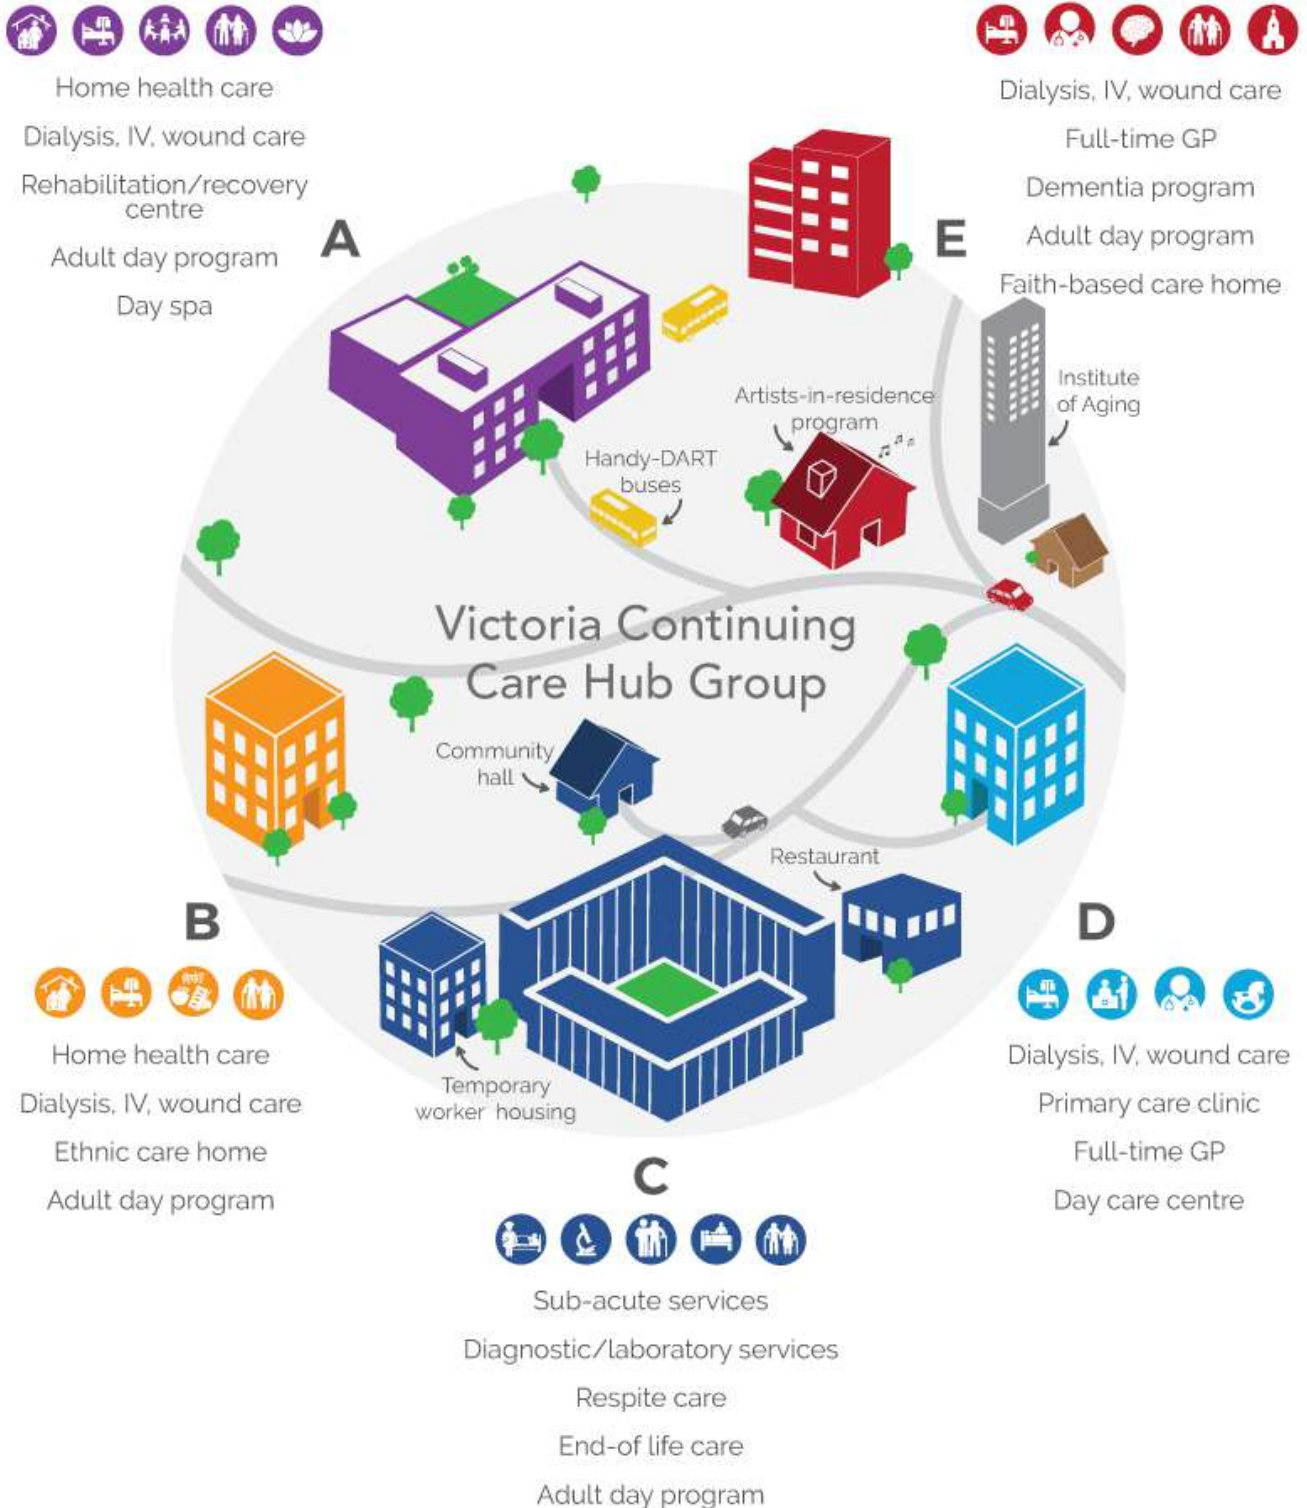 Home health care
Dialysis, IV, wound care
Rehabilitation/recovery
centre
Adult day program
Day spa
A
Dialysis, IV, wound care
Full-time GP
Dementia program
Adult day program
Faith-based care home
E
Institute
of Aging
Artists-in-residence
program
Handy-DART
buses
Victoria Continuing
Care Hub Group
Community
hall
Restaurant
Temporary
worker housing
B
Home health care
Dialysis, IV, wound care
Ethnic care home
Adult day program
D
Dialysis, IV, wound care
Primary care clinic
Full-time GP
Day care centre
C
Sub-acute services
Diagnostic/laboratory services
Respite care
End-of life care
Adult day program